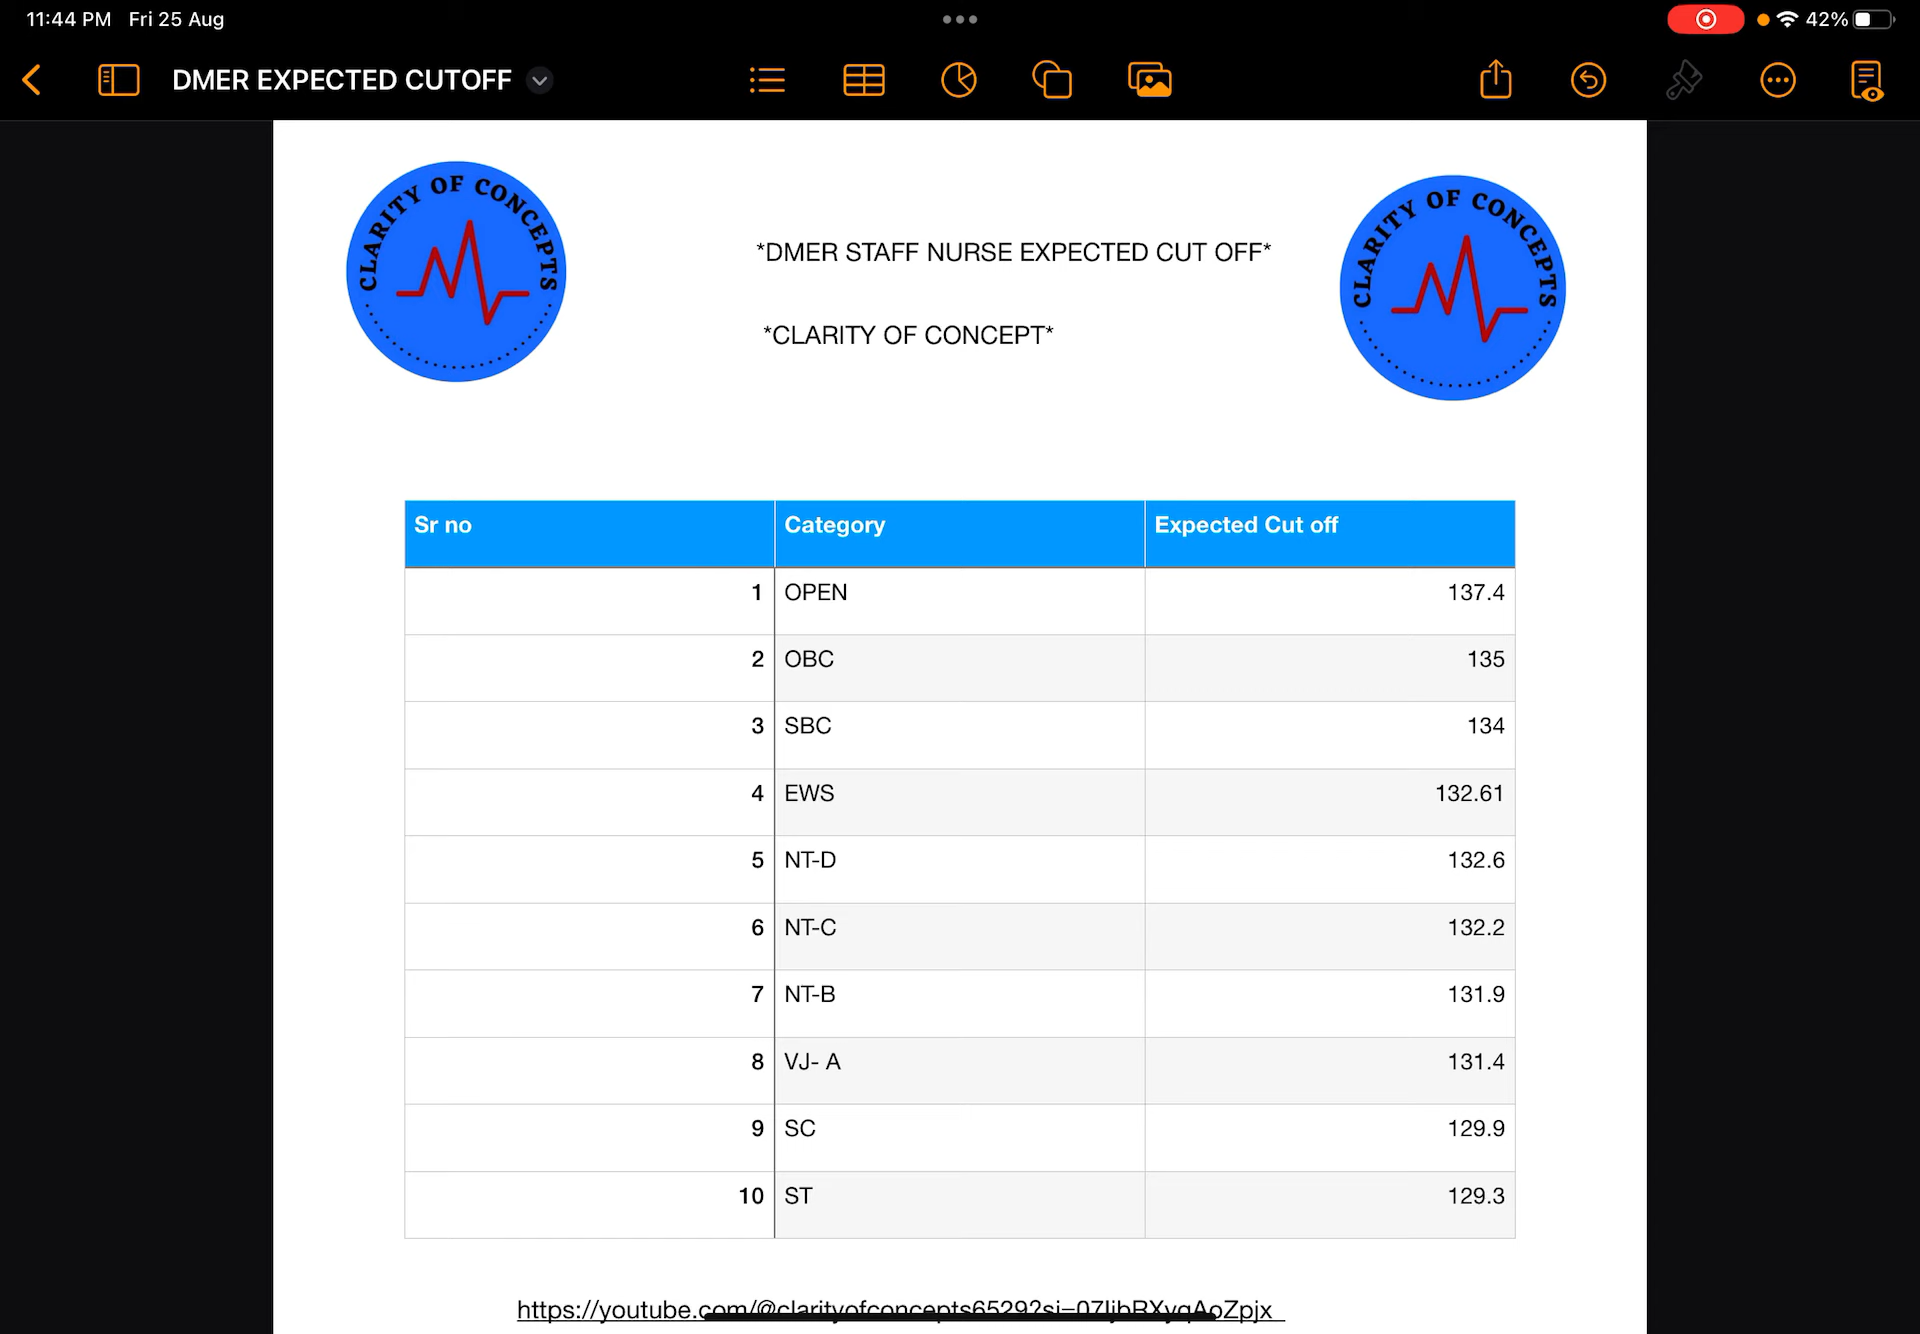 11:44 PM Fri 25 Aug
42%
DMER EXPECTED CUTOFF
CLARITY OF CONCEPTS
CLARITY OF CONCEPTS
*DMER STAFF NURSE EXPECTED CUT OFF*
*CLARITY OF CONCEPT*
Sr no Category Expected Cut off
1 OPEN 137.4
2 OBC 135
3 SBC 134
4 EWS 132.61
5 NT-D 132.6
6 NT-C 132.2
7 NT-B 131.9
8 VJ- A 131.4
9 SC 129.9
10 ST 129.3